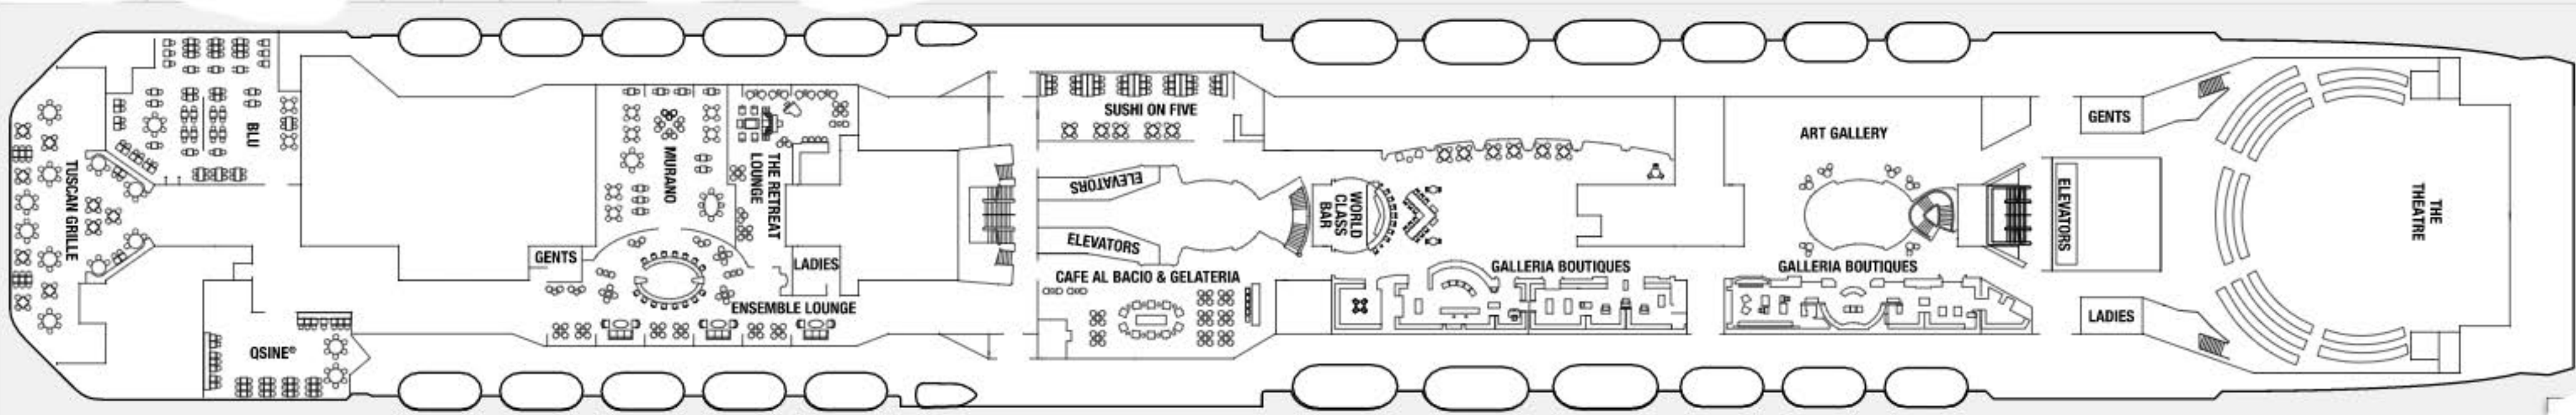 TUSCAN GRILLE
BLU
QSINE®
GENTS
MURANO
THE RETREAT
LOUNGE
LADIES
ENSEMBLE LOUNGE
SUSHI ON FIVE
ELEVATORS
ELEVATORS
CAFE AL BACIO & GELATERIA
WORLD
CLASS
BAR
GALLERIA BOUTIQUES
ART GALLERY
GALLERIA BOUTIQUES
ELEVATORS
GENTS
LADIES
THE
THEATRE